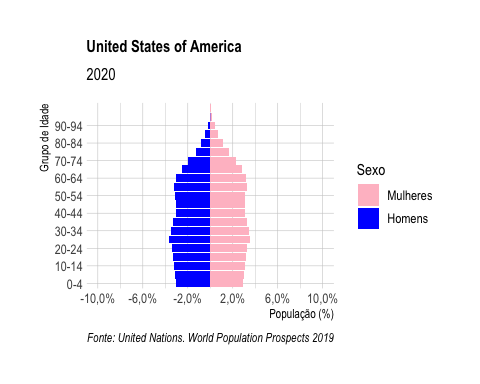 United States of America
2020
Grupo de Idade
90-94
80-84
70-74
60-64
50-54
40-44
30-34
20-24
10-14
0-4
-10,0% -6,0% -2,0% 2,0% 6,0% 10,0%
População (%)
Sexo
Mulheres
Homens
Fonte: United Nations. World Population Prospects 2019